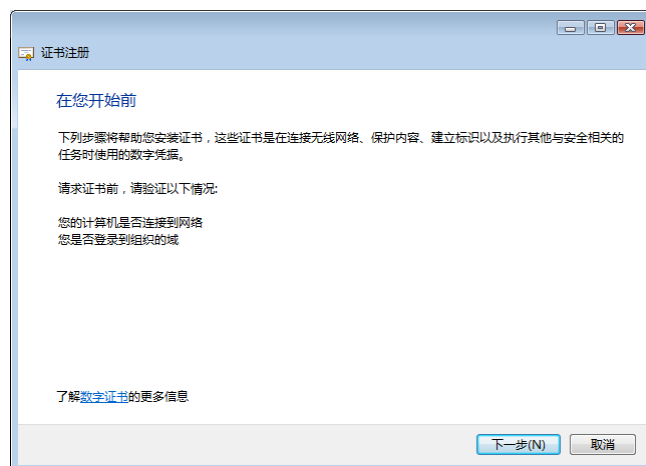 证书注册
在您开始前
下列步骤将帮助您安装证书，这些证书是在连接无线网络、保护内容、建立标识以及执行其他与安全相关的
任务时使用的数字凭据。
请求证书前，请验证以下情况:
您的计算机是否连接到网络
您是否登录到组织的域
了解数字证书的更多信息
下一步(N)
取消